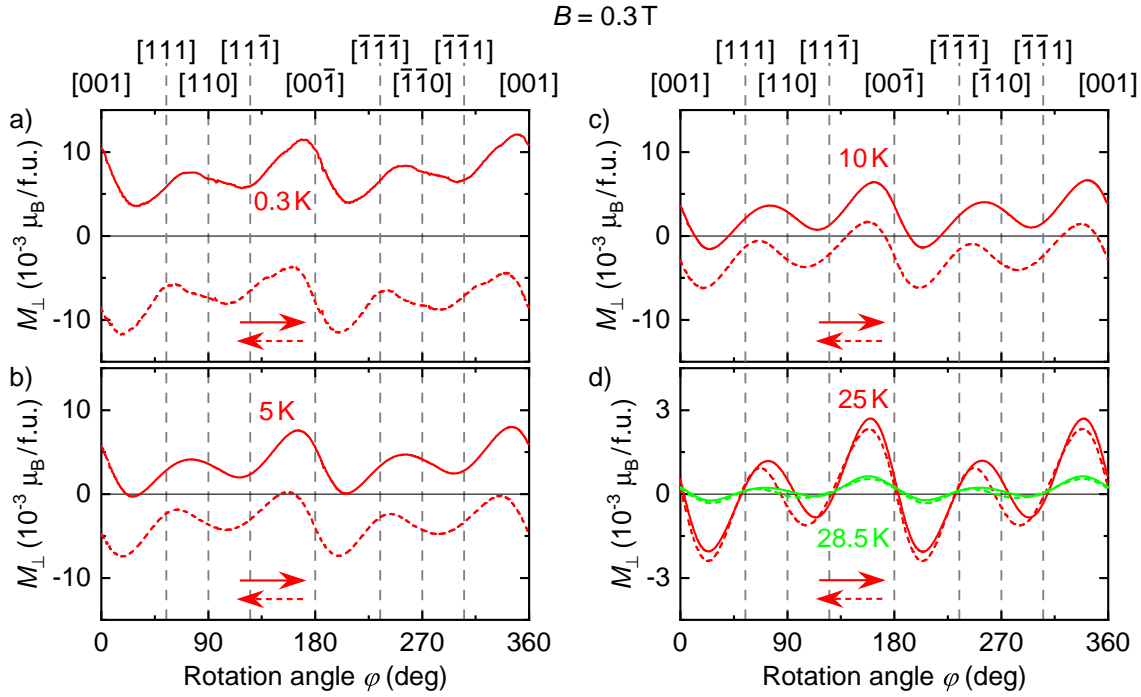 B = 0.3 T
[111] [111̄] [1̄1̄1̄] [1̄1̄1] [111] [111̄] [1̄1̄1̄] [1̄1̄1]
[001] [110] [001̄] [1̄1̄0] [001] [001] [110] [001̄] [1̄10] [001]
a)
10
0
-10
M⊥ (10⁻³ μB / f.u.)
0.3 K
c)
10
0
-10
M⊥ (10⁻³ μB / f.u.)
10 K
b)
10
0
-10
M⊥ (10⁻³ μB / f.u.)
5 K
0 90 180 270 360
Rotation angle φ (deg)
d)
3
0
-3
M⊥ (10⁻³ μB / f.u.)
25 K
28.5 K
0 90 180 270 360
Rotation angle φ (deg)